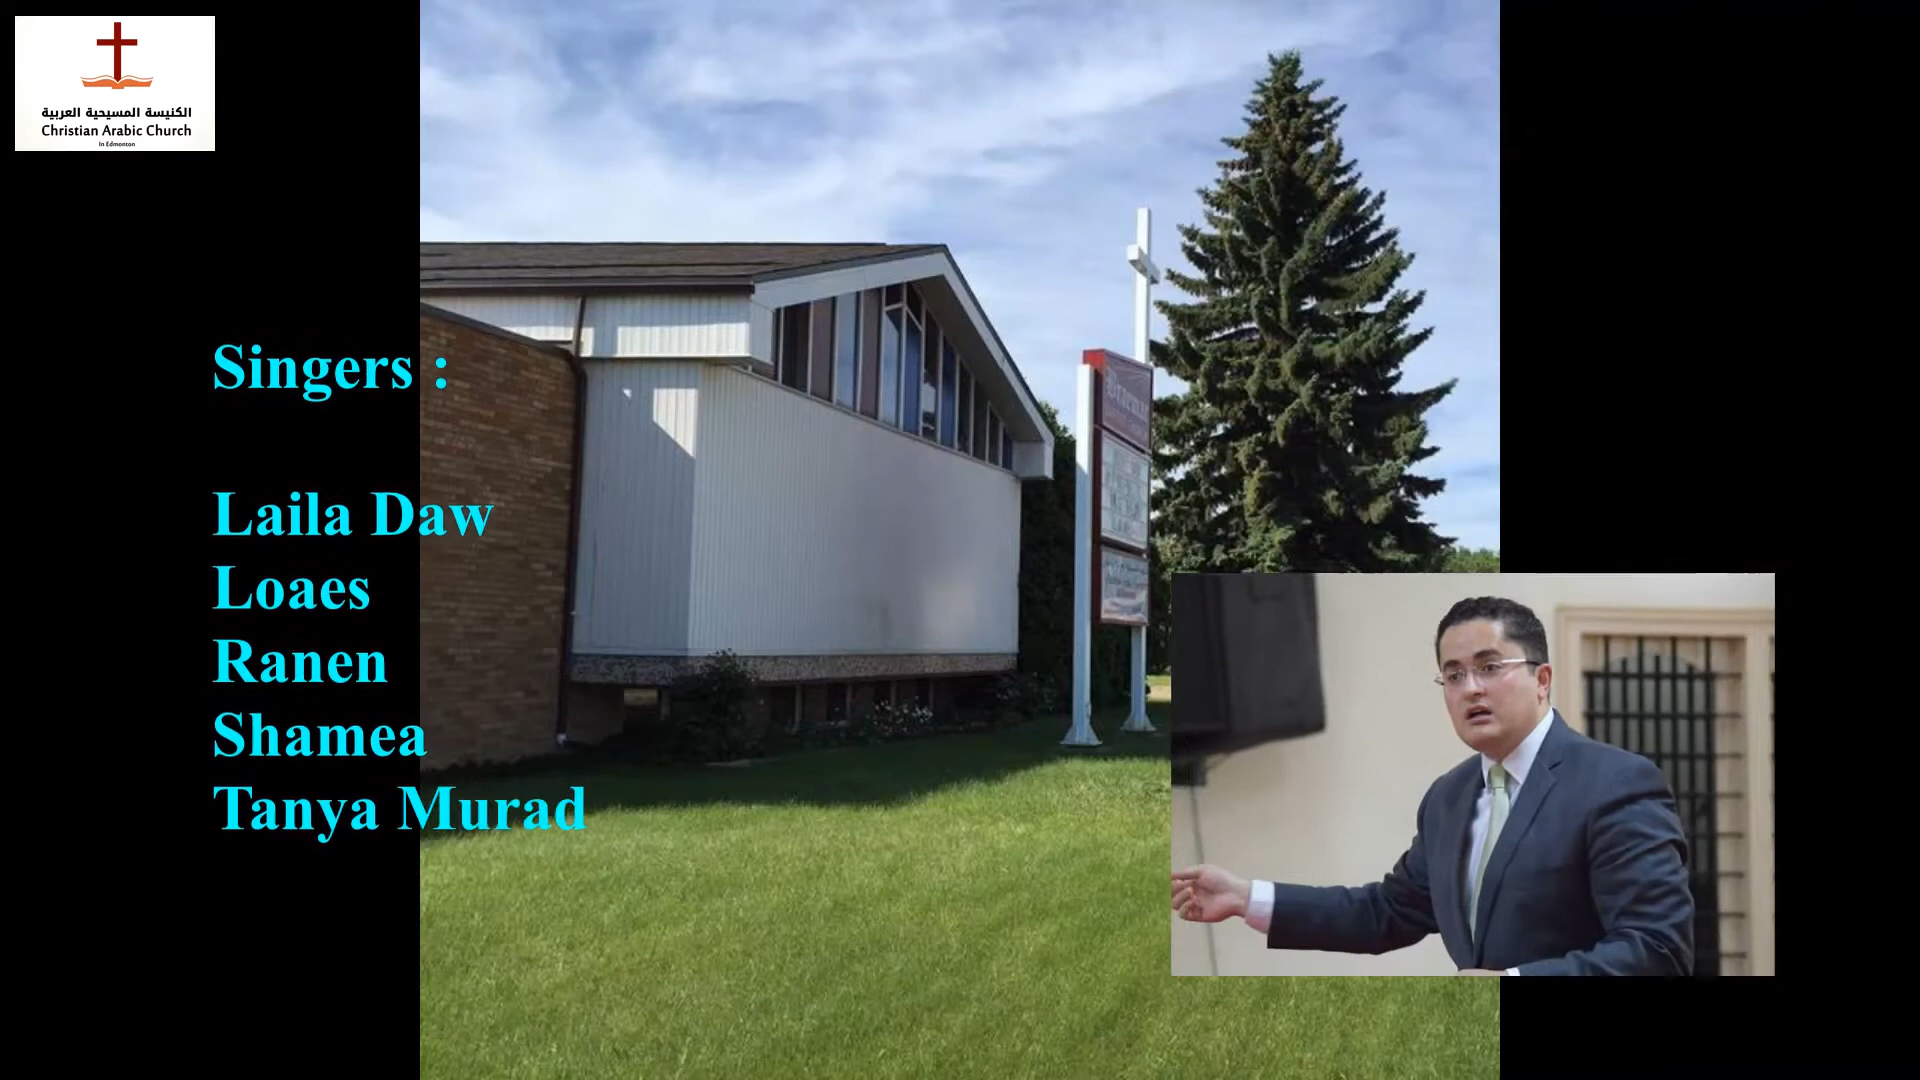 الكنيسة المسيحية العربية
Christian Arabic Church
In Edmonton
Singers :
Laila Daw
Loaes
Ranen
Shamea
Tanya Murad